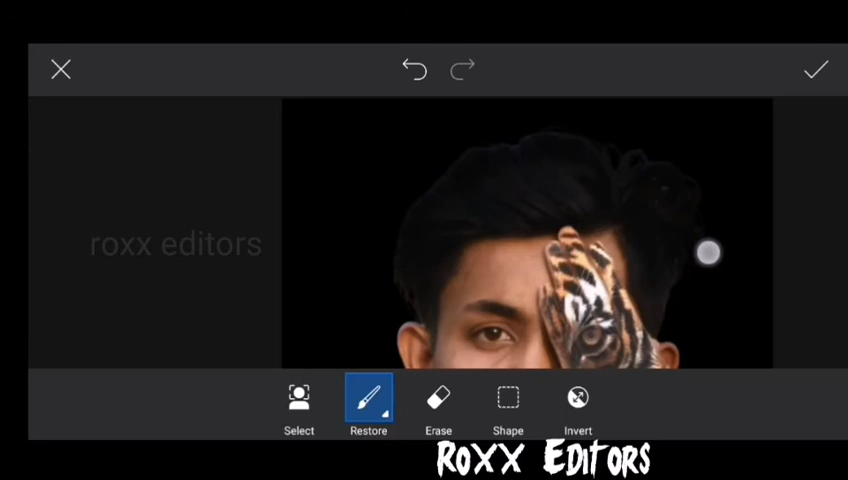 roxx editors
Select
Restore
Erase
Shape
Invert
Roxx Editors